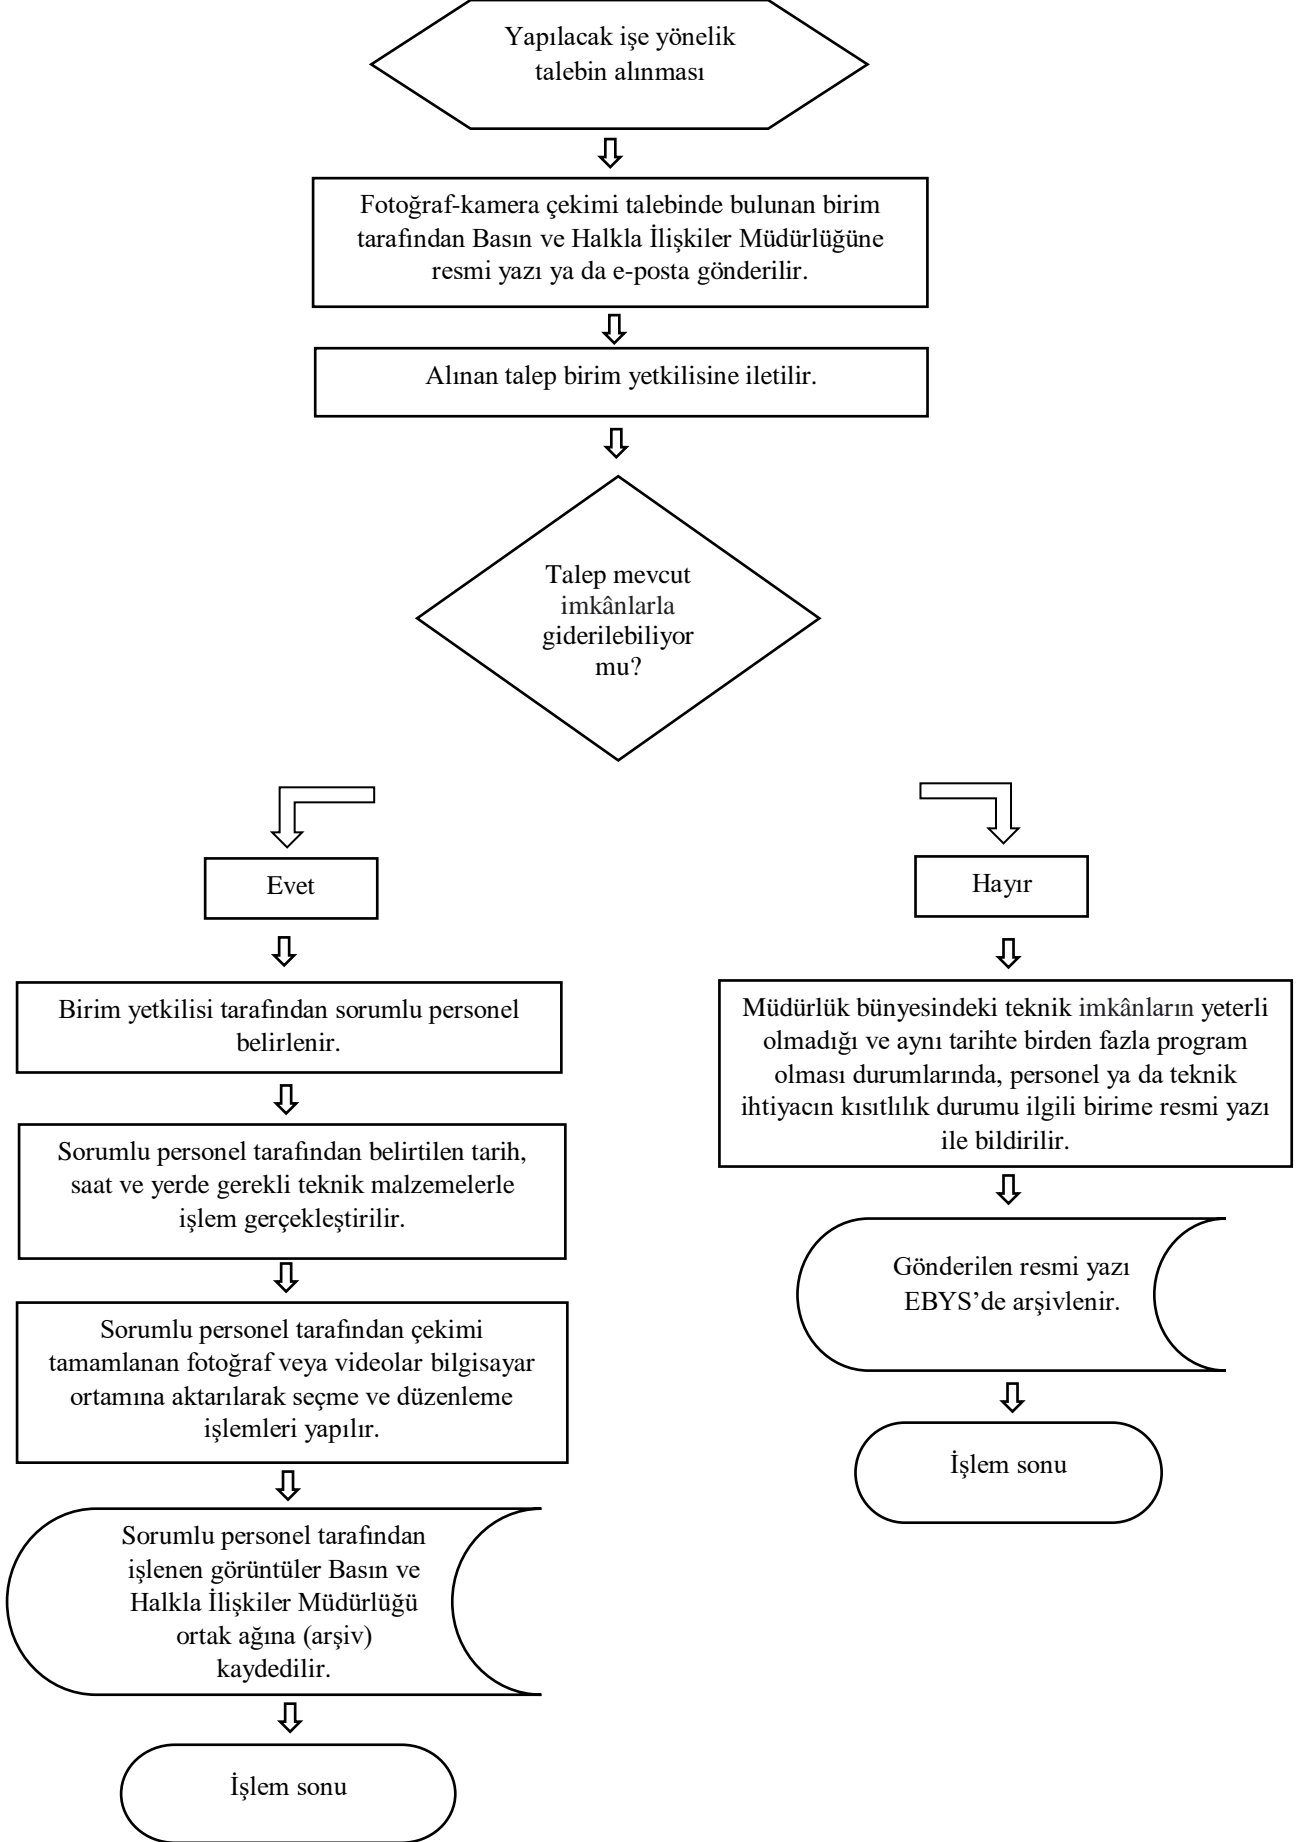 Yapılacak işe yönelik
talebin alınması
Fotoğraf-kamera çekimi talebinde bulunan birim
tarafından Basın ve Halkla İlişkiler Müdürlüğüne
resmi yazı ya da e-posta gönderilir.
Alınan talep birim yetkilisine iletilir.
Talep mevcut
imkânlarla
giderilebiliyor
mu?
Evet
Birim yetkilisi tarafından sorumlu personel
belirlenir.
Sorumlu personel tarafından belirtilen tarih,
saat ve yerde gerekli teknik malzemelerle
işlem gerçekleştirilir.
Sorumlu personel tarafından çekimi
tamamlanan fotoğraf veya videolar bilgisayar
ortamına aktarılarak seçme ve düzenleme
işlemleri yapılır.
Sorumlu personel tarafından
işlenen görüntüler Basın ve
Halkla İlişkiler Müdürlüğü
ortak ağına (arşiv)
kaydedilir.
İşlem sonu
Hayır
Müdürlük bünyesindeki teknik imkânların yeterli
olmadığı ve aynı tarihte birden fazla program
olması durumlarında, personel ya da teknik
ihtiyacın kısıtlılık durumu ilgili birime resmi yazı
ile bildirilir.
Gönderilen resmi yazı
EBYS’de arşivlenir.
İşlem sonu